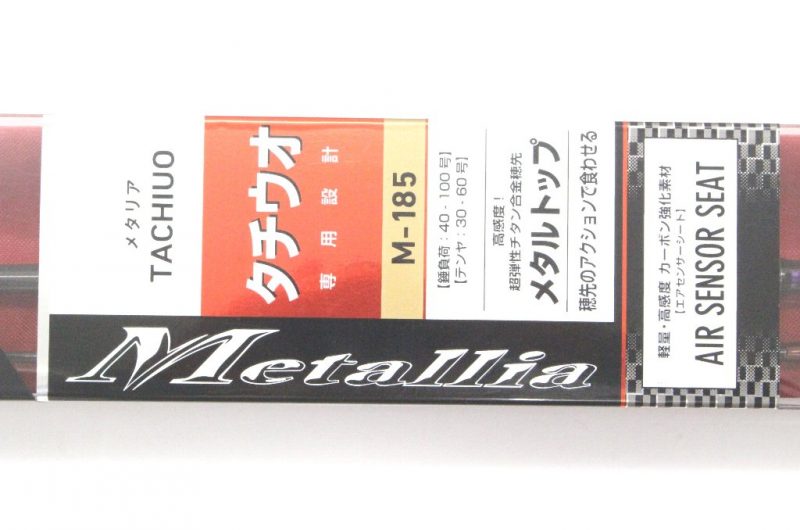 メタリア
TACHIUO
タチウオ
専用設計
M-185
【錘負荷：40-100号】
【テンヤ：30-60号】
高感度！
超弾性チタン合金穂先
メタルトップ
穂先のアクションで食わせる
軽量・高感度 カーボン強化素材
【エアセンサーシート】
AIR SENSOR SEAT
Metallia